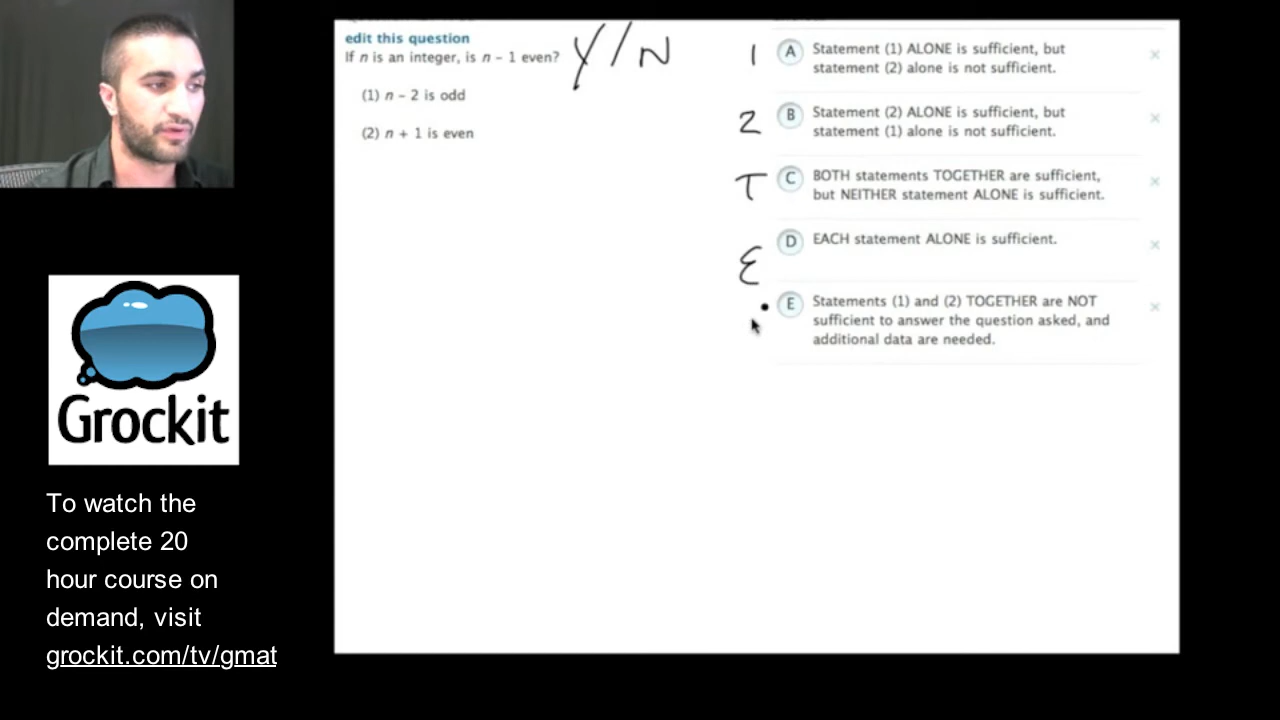 edit this question
If n is an integer, is n – 1 even? Y/N
(1) n – 2 is odd
(2) n + 1 is even
1 A Statement (1) ALONE is sufficient, but
statement (2) alone is not sufficient.
2 B Statement (2) ALONE is sufficient, but
statement (1) alone is not sufficient.
T C BOTH statements TOGETHER are sufficient,
but NEITHER statement ALONE is sufficient.
E D EACH statement ALONE is sufficient.
E Statements (1) and (2) TOGETHER are NOT
sufficient to answer the question asked, and
additional data are needed.
Grockit
To watch the
complete 20
hour course on
demand, visit
grockit.com/tv/gmat